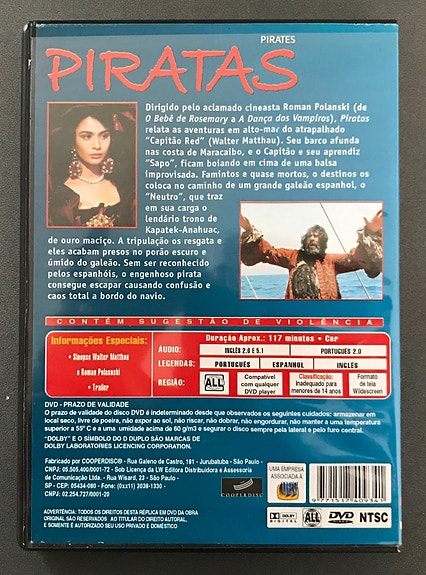 PIRATES
PIRATAS
Dirigido pelo aclamado cineasta Roman Polanski (de
O Bebê de Rosemary a A Dança dos Vampiros), Piratas
relata as aventuras em alto-mar do atrapalhado
"Capitão Red" (Walter Matthau). Seu barco afunda
nas costa de Maracaibo, e o Capitão e seu aprendiz
"Sapo", ficam boiando em cima de uma balsa
improvisada. Famintos e quase mortos, o destinos os
coloca no caminho de um grande galeão espanhol, o
"Neutro", que traz
em sua carga o
lendário trono de
Kapatek-Anahuac,
de ouro maciço. A tripulação os resgata e
eles acabam presos no porão escuro e
úmido do galeão. Sem ser reconhecido
pelos espanhóis, o engenhoso pirata
consegue escapar causando confusão e
caos total a bordo do navio.
CONTÉM SUGESTÃO DE VIOLÊNCIA
Informações Especiais:
• Sinopes Walter Matthau
e Roman Polanski
• Trader
Duração Aprox.: 117 minutos • Cor
ÁUDIO: INGLÊS 2.0 E 5.1 PORTUGUÊS 2.0
LEGENDAS: PORTUGUÊS ESPANHOL INGLÊS
REGIÃO: ALL Compatível com qualquer DVD player Classificação: Inadequado para menores de 14 anos Formato de tela Widescreen
DVD - PRAZO DE VALIDADE
O prazo de validade do disco DVD é indeterminado desde que observados os seguintes cuidados: armazenar em
local seco, livre de poeira, não expor ao sol, não riscar, não dobrar, não engordurar, não manter a uma temperatura
superior a 55º C e a uma umidade acima de 60 g/m3 e segurar o disco sempre pela lateral e pelo furo central.
"DOLBY" E O SÍMBOLO DO D DUPLO SÃO MARCAS DE
DOLBY LABORATORIES LICENCING CORPORATION.
Fabricado por COOPERDISC® - Rua Galeno de Castro, 181 - Jurubatuba - São Paulo -
CNPJ: 05.505.400/0001-72 - Sob Licença da LW Editora Distribuidora e Assessoria
de Comunicação Ltda. - Rua Wisard, 23 - São Paulo -
SP - CEP: 05434-080 - Fone: (0xx11) 3038-1330 -
CNPJ: 02.254.727/0001-29
COOPERDISC
UMA EMPRESA
ASSOCIADA À
9 771517 409341
ADVERTÊNCIA: TODOS OS DIREITOS DESTA RÉPLICA EM DVD DA OBRA
ORIGINAL SÃO RESERVADOS AO TITULAR DO DIREITO AUTORAL,
E SOMENTE AUTORIZADO SEU USO PRIVADO E DOMÉSTICO
DOLBY DIGITAL ALL DVD VIDEO NTSC